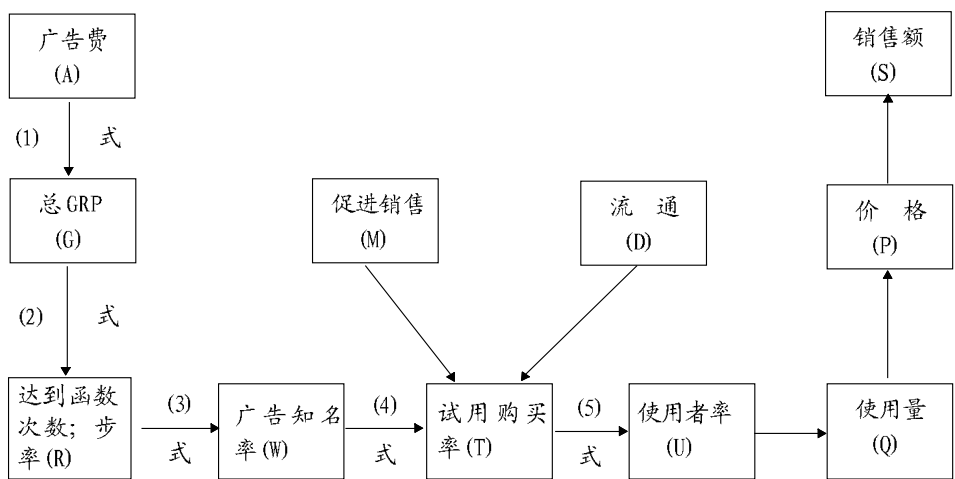 广告费
(A)
销售额
(S)
(1) 式
总GRP
(G)
促进销售
(M)
流 通
(D)
价 格
(P)
(2) 式
达到函数
次数；步
率(R)
(3)
式
广告知名
率(W)
(4)
式
试用购买
率(T)
(5)
式
使用者率
(U)
使用量
(Q)